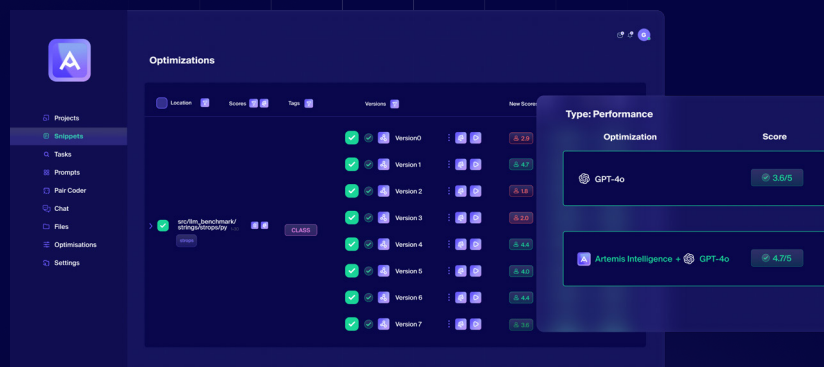 G
Optimizations
Location
Scores
Tags
Versions
New Scores
Projects
Snippets
Tasks
Prompts
Pair Coder
Chat
Files
Optimisations
Settings
src/llm_benchmark/
strings/strops/py
strops
CLASS
Version0
2.9
Version 1
4.7
Version 2
1.8
Version 3
2.0
Version 4
4.4
Version 5
4.0
Version 6
4.4
Version 7
3.6
Type: Performance
Optimization
Score
GPT-4o
3.6/5
Artemis Intelligence + GPT-4o
4.7/5